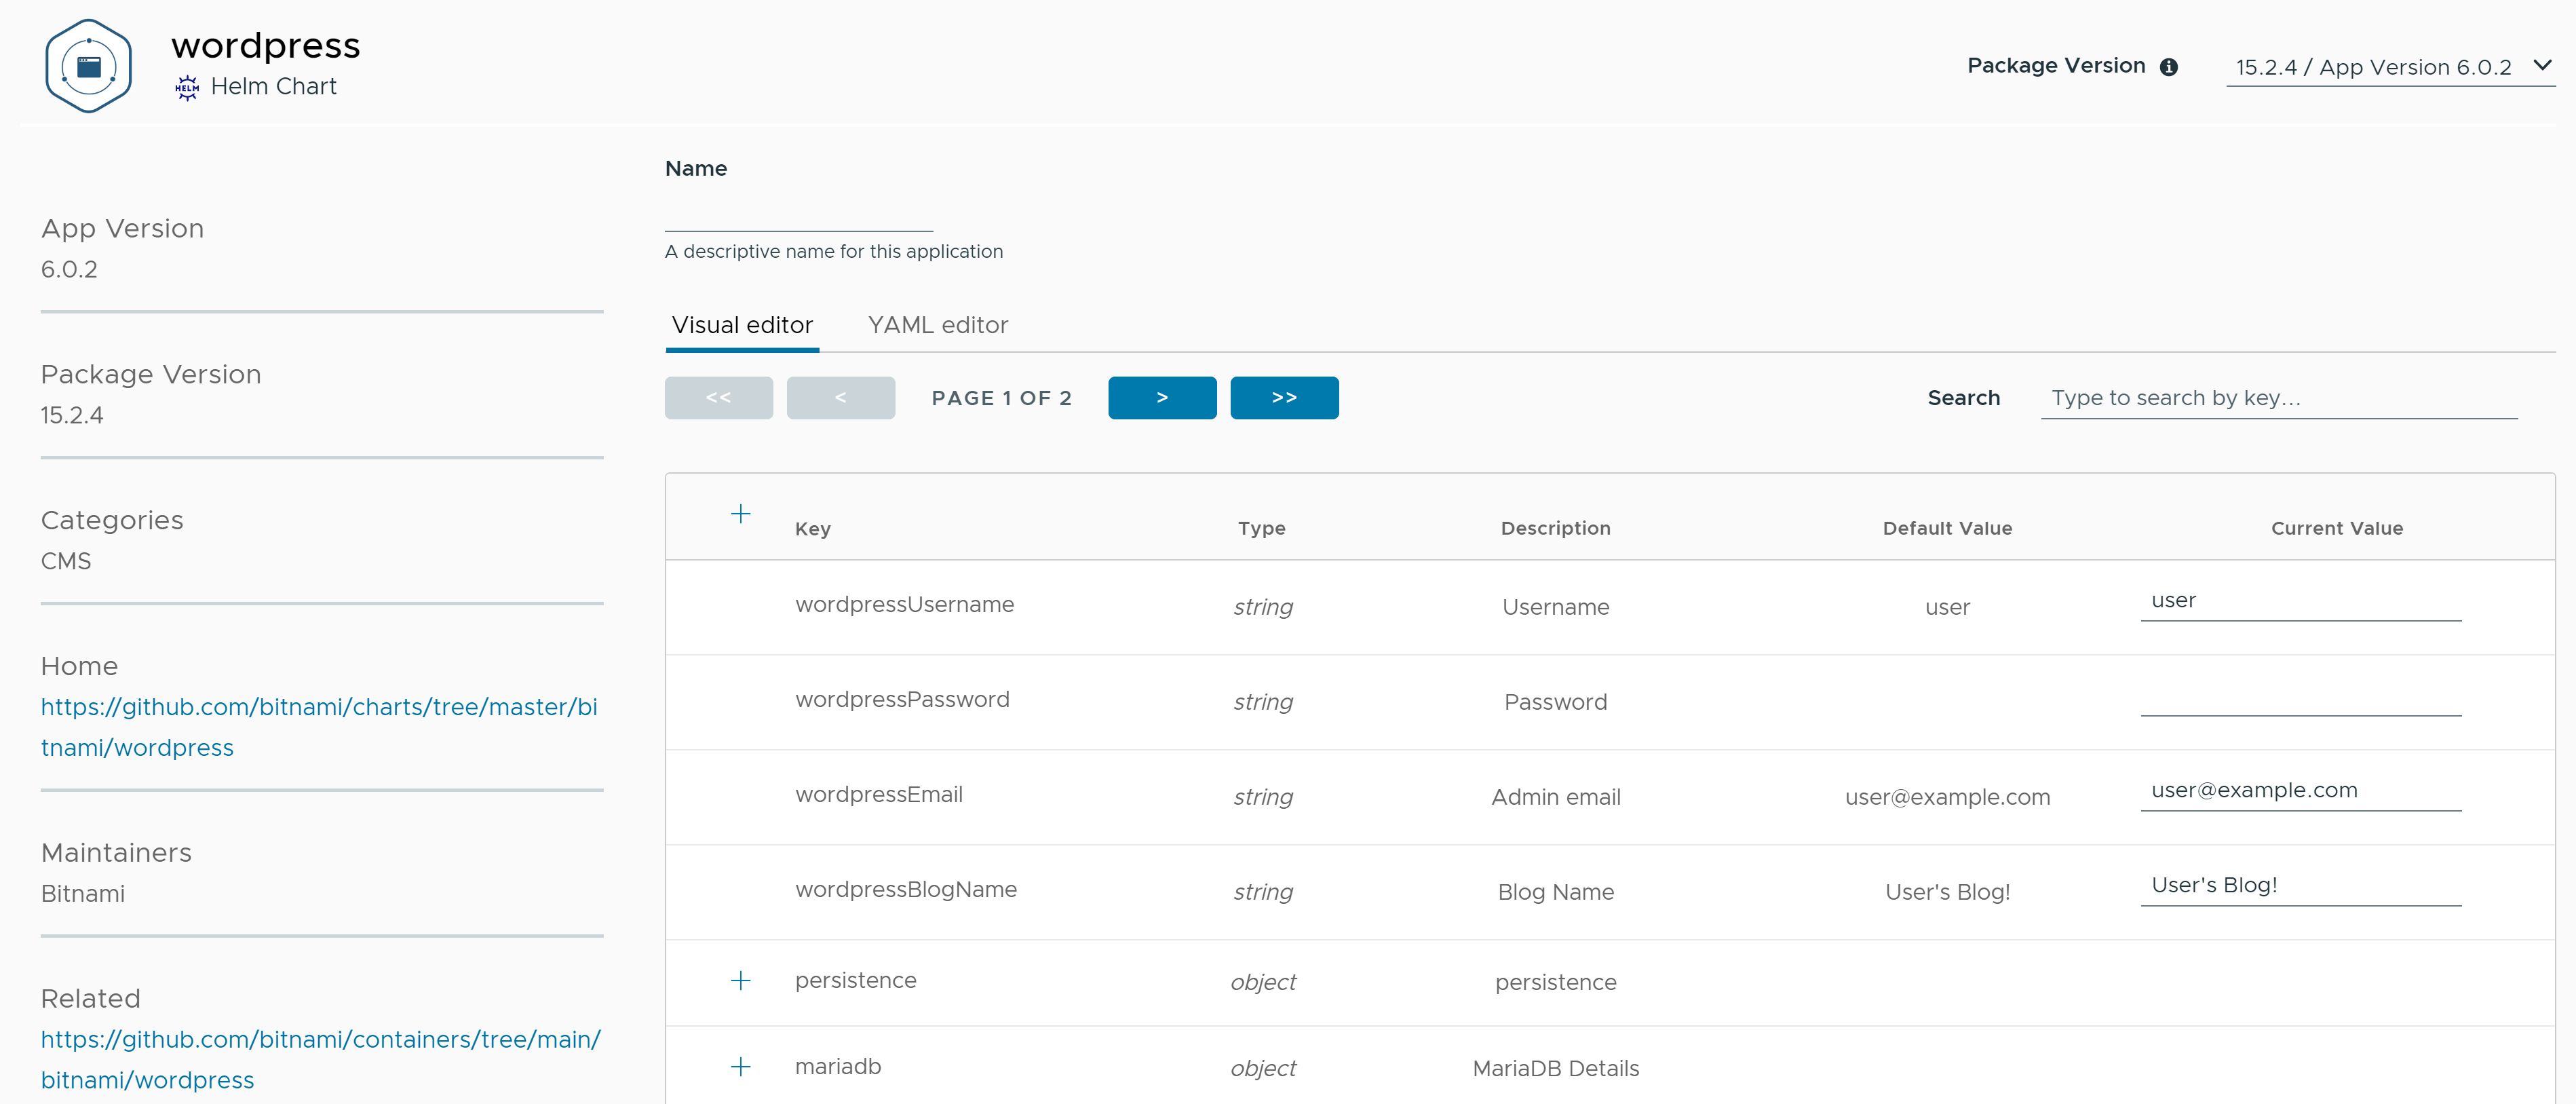 wordpress
HELM Helm Chart
Package Version
15.2.4 / App Version 6.0.2
App Version
6.0.2
Package Version
15.2.4
Categories
CMS
Home
https://github.com/bitnami/charts/tree/master/bi
tnami/wordpress
Maintainers
Bitnami
Related
https://github.com/bitnami/containers/tree/main/
bitnami/wordpress
Name
A descriptive name for this application
Visual editor YAML editor
<< < PAGE 1 OF 2 > >> Search Type to search by key...
Key Type Description Default Value Current Value
wordpressUsername string Username user user
wordpressPassword string Password
wordpressEmail string Admin email user@example.com user@example.com
wordpressBlogName string Blog Name User's Blog! User's Blog!
+ persistence object persistence
+ mariadb object MariaDB Details